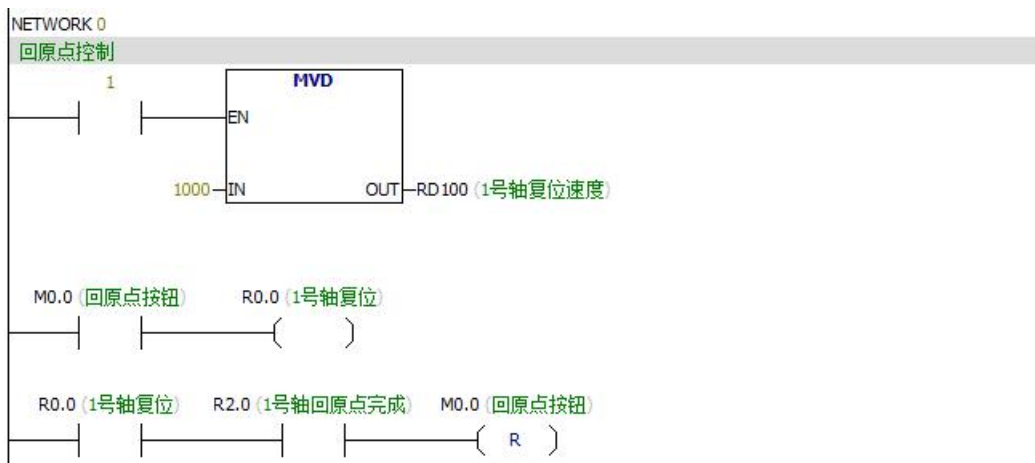 NETWORK 0
回原点控制
1
MVD
EN
1000 IN OUT RD100 (1号轴复位速度)
M0.0 (回原点按钮) R0.0 (1号轴复位)
R0.0 (1号轴复位) R2.0 (1号轴回原点完成) M0.0 (回原点按钮)
R